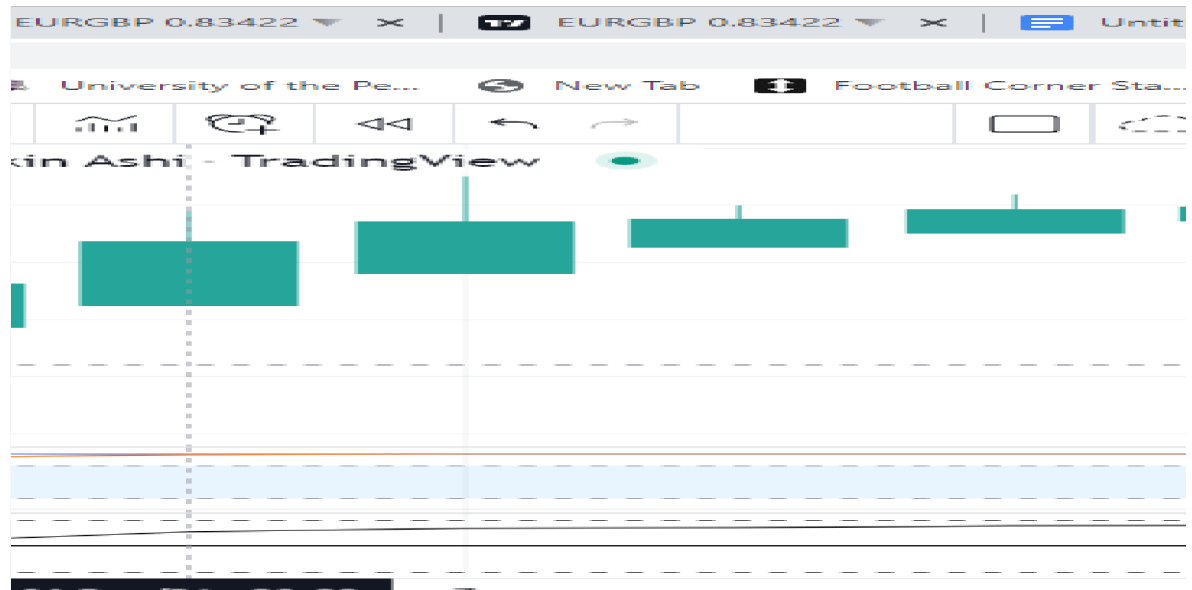 EURGBP 0.83422 EURGBP 0.83422 Untit
University of the Pe... New Tab Football Corner Sta...
kin Ashi - TradingView